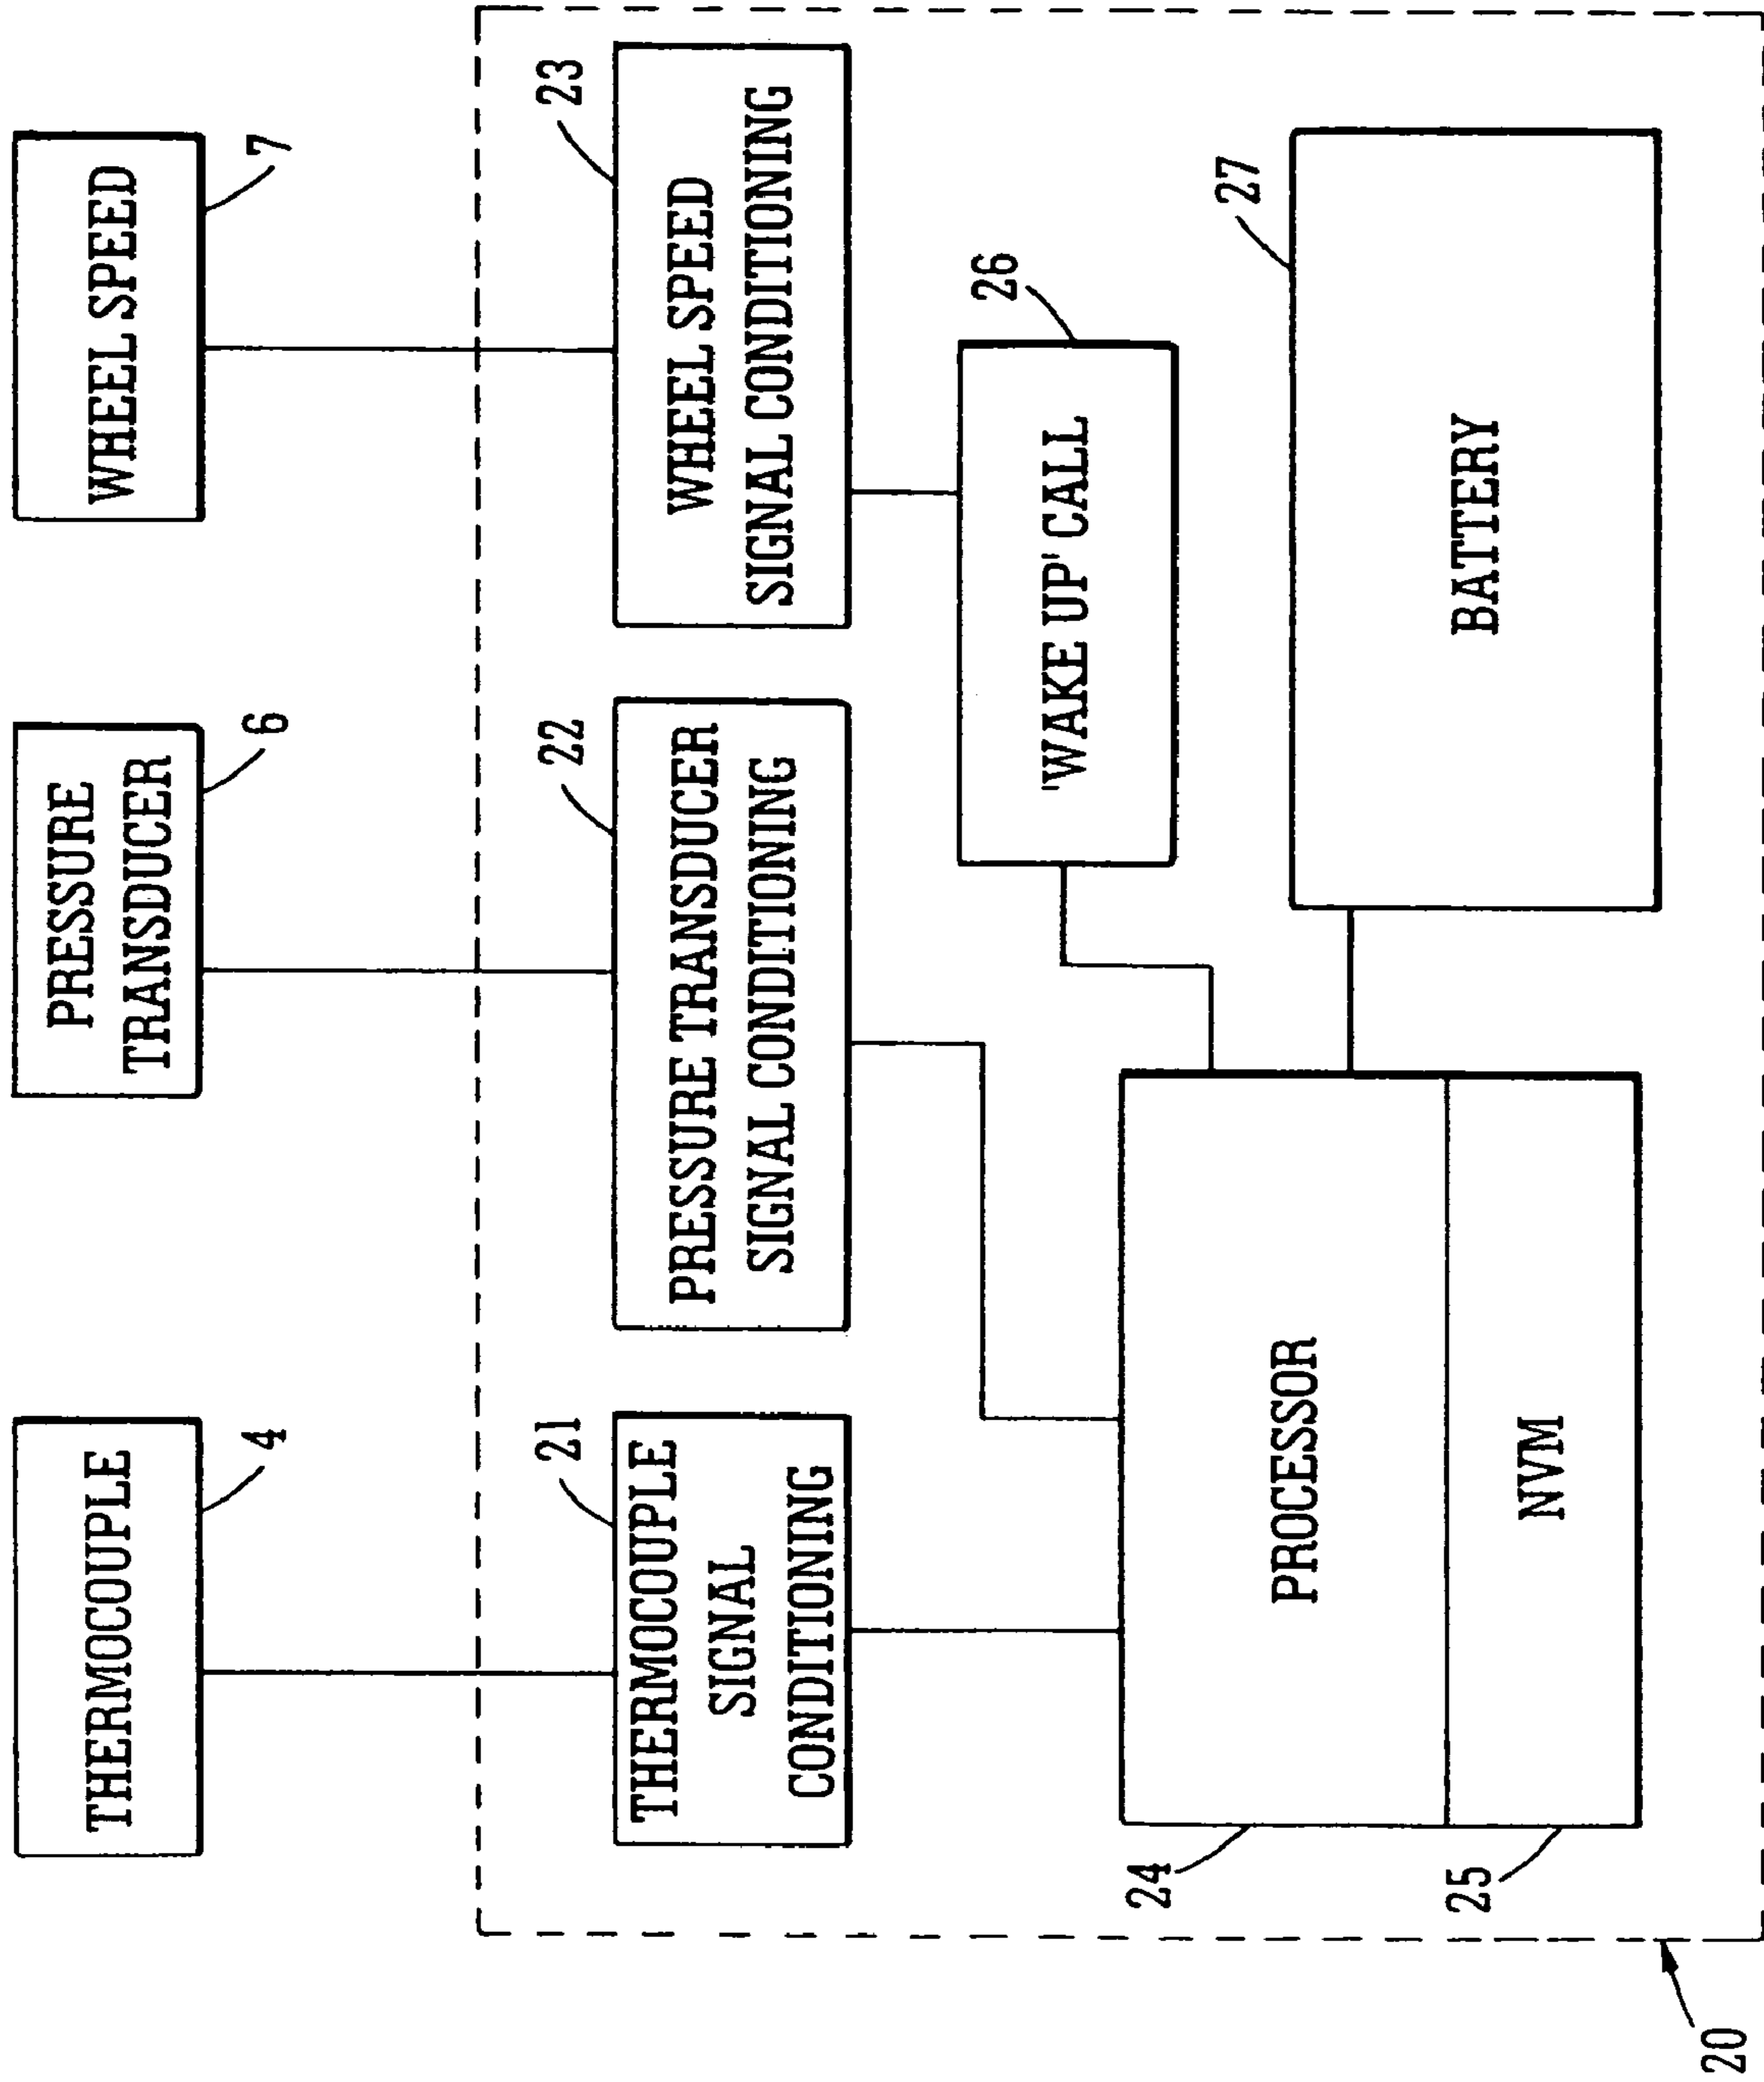 THERMOCOUPLE
4
PRESSURE
TRANSDUCER
6
WHEEL SPEED
7
21
THERMOCOUPLE
SIGNAL
CONDITIONING
22
PRESSURE TRANSDUCER
SIGNAL CONDITIONING
23
WHEEL SPEED
SIGNAL CONDITIONING
'WAKE UP' CALL
26
24
PROCESSOR
25
NVM
27
BATTERY
20